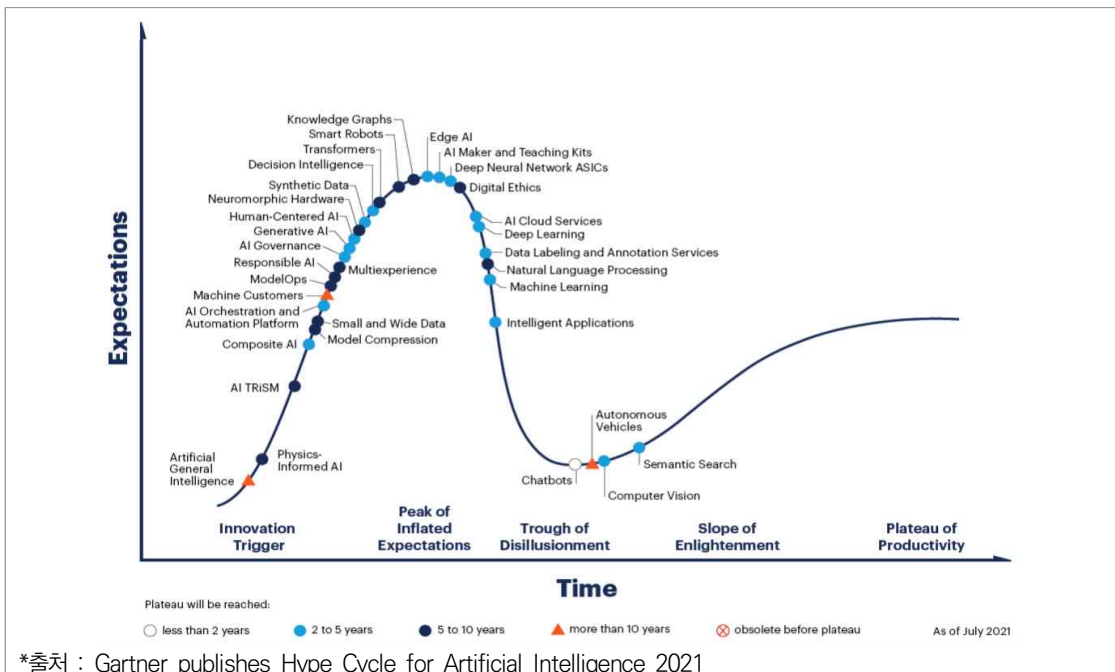 Expectations
Knowledge Graphs
Smart Robots
Transformers
Decision Intelligence
Synthetic Data
Neuromorphic Hardware
Human-Centered AI
Generative AI
AI Governance
Responsible AI
ModelOps
Machine Customers
AI Orchestration and
Automation Platform
Composite AI
AI TRiSM
Artificial
General
Intelligence
Physics-
Informed AI
Model Compression
Small and Wide Data
Multiexperience
Edge AI
AI Maker and Teaching Kits
Deep Neural Network ASICs
Digital Ethics
AI Cloud Services
Deep Learning
Data Labeling and Annotation Services
Natural Language Processing
Machine Learning
Intelligent Applications
Chatbots
Autonomous
Vehicles
Computer Vision
Semantic Search
Innovation
Trigger
Peak of
Inflated
Expectations
Trough of
Disillusionment
Slope of
Enlightenment
Plateau of
Productivity
Time
Plateau will be reached:
less than 2 years
2 to 5 years
5 to 10 years
more than 10 years
obsolete before plateau
As of July 2021
*출처 : Gartner publishes Hype Cycle for Artificial Intelligence 2021